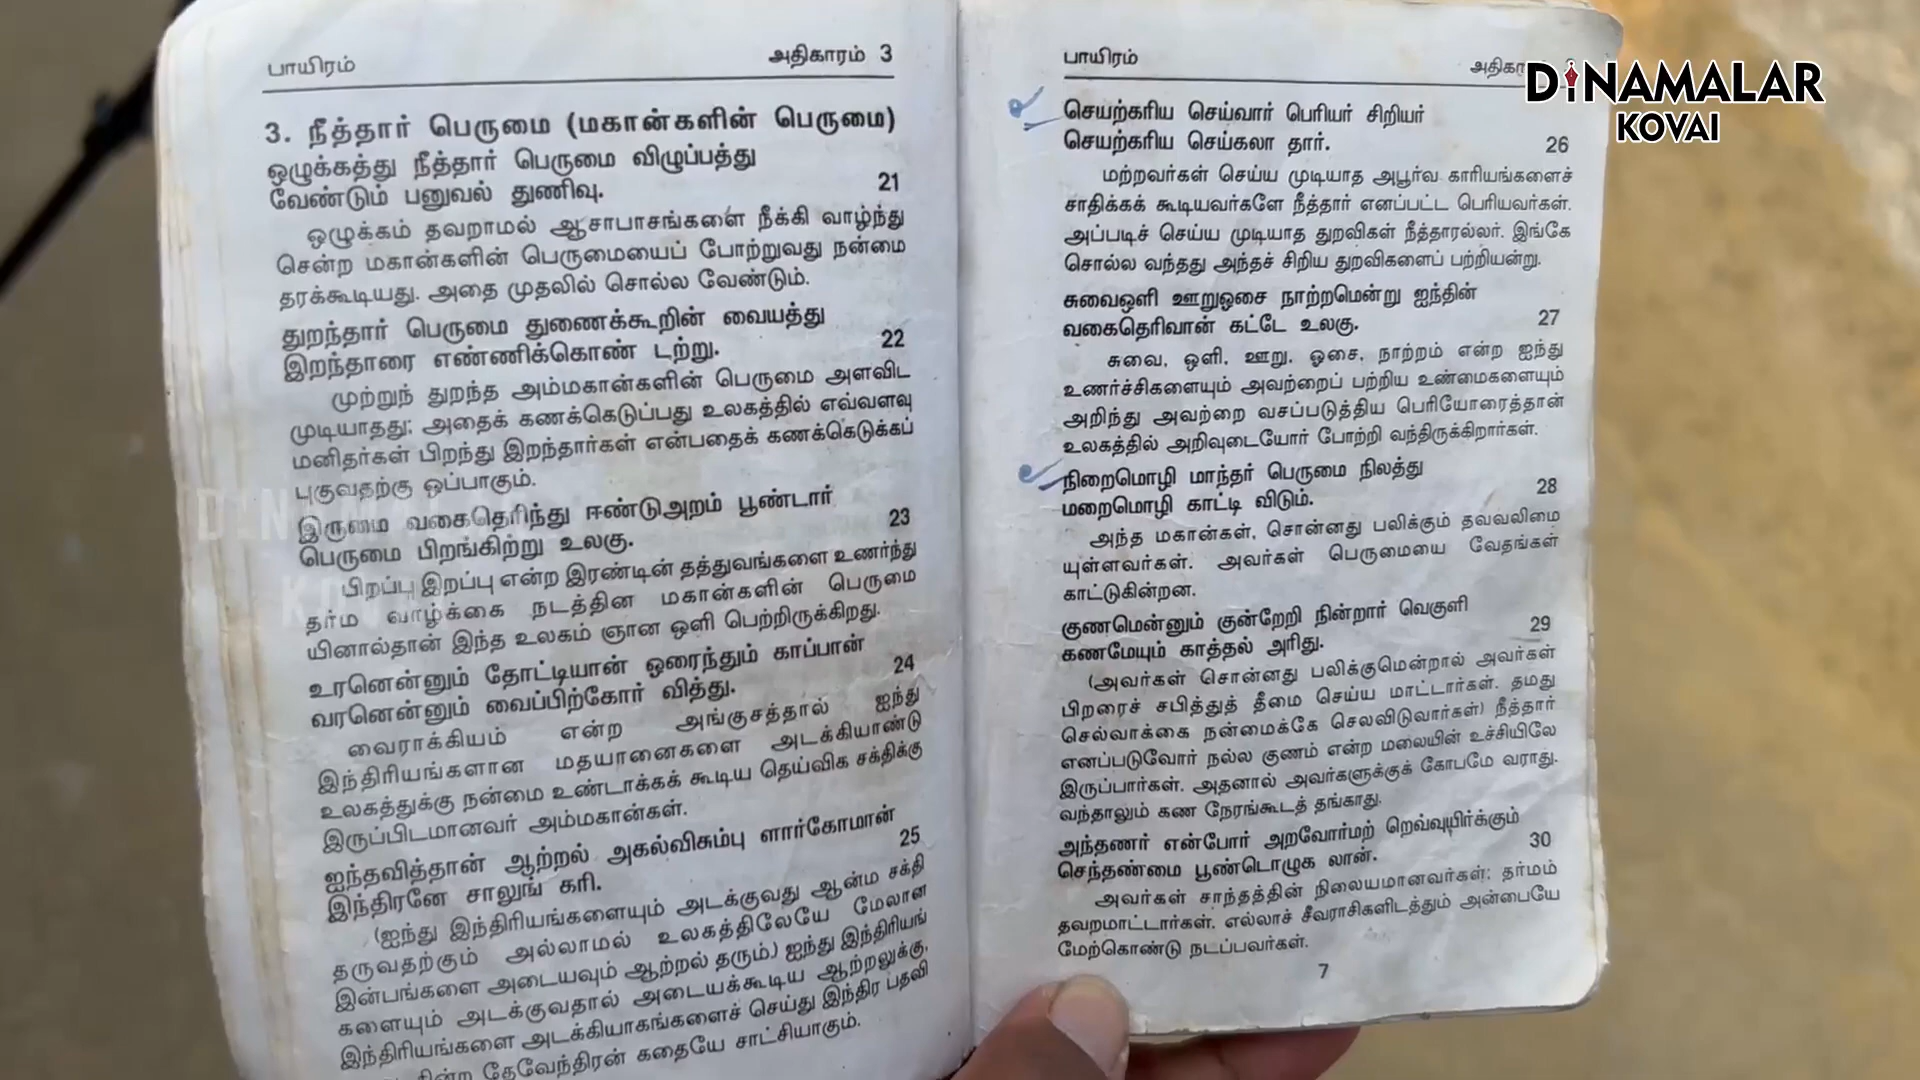 பாயிரம் அதிகாரம் 3
3. நீத்தார் பெருமை (மகான்களின் பெருமை)
ஒழுக்கத்து நீத்தார் பெருமை விழுப்பத்து
வேண்டும் பனுவல் துணிவு. 21
ஒழுக்கம் தவறாமல் ஆசாபாசங்களை நீக்கி வாழ்ந்து
சென்ற மகான்களின் பெருமையைப் போற்றுவது நன்மை
தரக்கூடியது. அதை முதலில் சொல்ல வேண்டும்.
துறந்தார் பெருமை துணைக்கூறின் வையத்து
இறந்தாரை எண்ணிக்கொண் டற்று. 22
முற்றுந் துறந்த அம்மகான்களின் பெருமை அளவிட
முடியாதது; அதைக் கணக்கெடுப்பது உலகத்தில் எவ்வளவு
மனிதர்கள் பிறந்து இறந்தார்கள் என்பதைக் கணக்கெடுக்கப்
புகுவதற்கு ஒப்பாகும்.
இருமை வகைதெரிந்து ஈண்டுஅறம் பூண்டார்
பெருமை பிறங்கிற்று உலகு. 23
பிறப்பு இறப்பு என்ற இரண்டின் தத்துவங்களை உணர்ந்து
தர்ம வாழ்க்கை நடத்தின மகான்களின் பெருமை
யினால்தான் இந்த உலகம் ஞான ஒளி பெற்றிருக்கிறது.
உரனென்னும் தோட்டியான் ஓரைந்தும் காப்பான்
வரனென்னும் வைப்பிற்கோர் வித்து. 24
வைராக்கியம் என்ற அங்குசத்தால் ஐந்து
இந்திரியங்களான மதயானைகளை அடக்கியாண்டு
உலகத்துக்கு நன்மை உண்டாக்கக் கூடிய தெய்விக சக்திக்கு
இருப்பிடமானவர் அம்மகான்கள்.
ஐந்தவித்தான் ஆற்றல் அகல்விசும்பு ளார்கோமான்
இந்திரனே சாலுங் கரி. 25
(ஐந்து இந்திரியங்களையும் அடக்குவது ஆன்ம சக்தி
தருவதற்கும் அல்லாமல் உலகத்திலேயே மேலான
இன்பங்களை அடையவும் ஆற்றல் தரும்.) ஐந்து இந்திரியங்
களையும் அடக்குவதால் அடையக்கூடிய ஆற்றலுக்கு,
இந்திரியங்களை அடக்கியாகங்களைச் செய்து இந்திர பதவி
தேவேந்திரன் கதையே சாட்சியாகும்.
பாயிரம்
செயற்கரிய செய்வார் பெரியர் சிறியர்
செயற்கரிய செய்கலா தார். 26
மற்றவர்கள் செய்ய முடியாத அபூர்வ காரியங்களைச்
சாதிக்கக் கூடியவர்களே நீத்தார் எனப்பட்ட பெரியவர்கள்.
அப்படிச் செய்ய முடியாத துறவிகள் நீத்தாரல்லர். இங்கே
சொல்ல வந்தது அந்தச் சிறிய துறவிகளைப் பற்றியன்று.
சுவைஒளி ஊறுஓசை நாற்றமென்று ஐந்தின்
வகைதெரிவான் கட்டே உலகு. 27
சுவை, ஒளி, ஊறு, ஓசை, நாற்றம் என்ற ஐந்து
உணர்ச்சிகளையும் அவற்றைப் பற்றிய உண்மைகளையும்
அறிந்து அவற்றை வசப்படுத்திய பெரியோரைத்தான்
உலகத்தில் அறிவுடையோர் போற்றி வந்திருக்கிறார்கள்.
நிறைமொழி மாந்தர் பெருமை நிலத்து
மறைமொழி காட்டி விடும். 28
அந்த மகான்கள், சொன்னது பலிக்கும் தவவலிமை
யுள்ளவர்கள். அவர்கள் பெருமையை வேதங்கள்
காட்டுகின்றன.
குணமென்னும் குன்றேறி நின்றார் வெகுளி
கணமேயும் காத்தல் அரிது. 29
(அவர்கள் சொன்னது பலிக்குமென்றால் அவர்கள்
பிறரைச் சபித்துத் தீமை செய்ய மாட்டார்கள். தமது
செல்வாக்கை நன்மைக்கே செலவிடுவார்கள்) நீத்தார்
எனப்படுவோர் நல்ல குணம் என்ற மலையின் உச்சியிலே
இருப்பார்கள். அதனால் அவர்களுக்குக் கோபமே வராது.
வந்தாலும் கண நேரங்கூடத் தங்காது.
அந்தணர் என்போர் அறவோர்மற் றெவ்வுயிர்க்கும்
செந்தண்மை பூண்டொழுக லான். 30
அவர்கள் சாந்தத்தின் நிலையமானவர்கள்; தர்மம்
தவறமாட்டார்கள். எல்லாச் சீவராசிகளிடத்தும் அன்பையே
மேற்கொண்டு நடப்பவர்கள்.
7
DINAMALAR
KOVAI